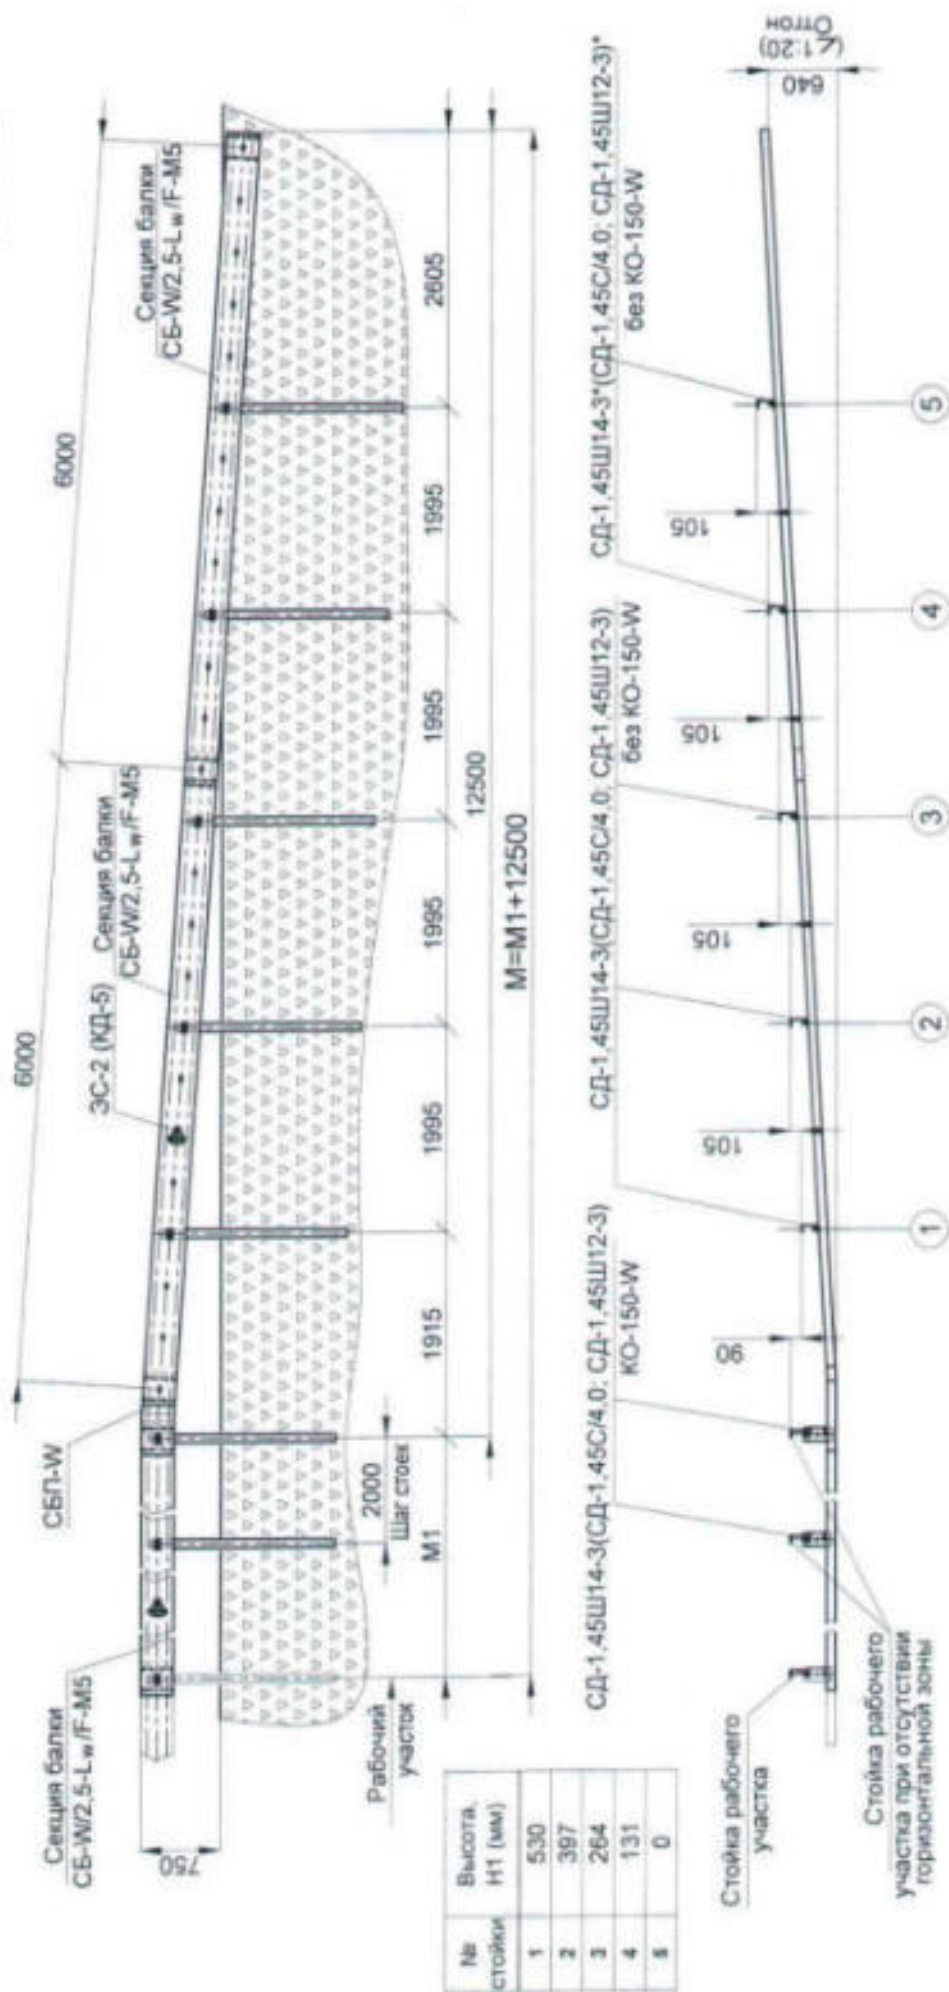 6000
6000
Секция балки
СБ-W/2,5-Lw/F-М5
СБП-W
ЭС-2 (КД-5)
Секция балки
СБ-W/2,5-Lw/F-М5
Секция балки
СБ-W/2,5-Lw/F-М5
750
Рабочий
участок
2000
Шаг стоек
М1
1915
1995
1995
1995
1995
2605
12500
М=М1+12500
№ стойки
Высота, Н1 (мм)
1 530
2 397
3 264
4 131
5 0
СД-1,45Ш14-3(СД-1,45С/4.0; СД-1,45Ш12-3)
КО-150-W
СД-1,45Ш14-3(СД-1,45С/4.0; СД-1,45Ш12-3)
без КО-150-W
СД-1,45Ш14-3*(СД-1,45С/4.0; СД-1,45Ш12-3)*
без КО-150-W
90
105
105
105
105
640
(∠1:20)
Отгон
Стойка рабочего
участка
Стойка рабочего
участка при отсутствии
горизонтальной зоны
1
2
3
4
5